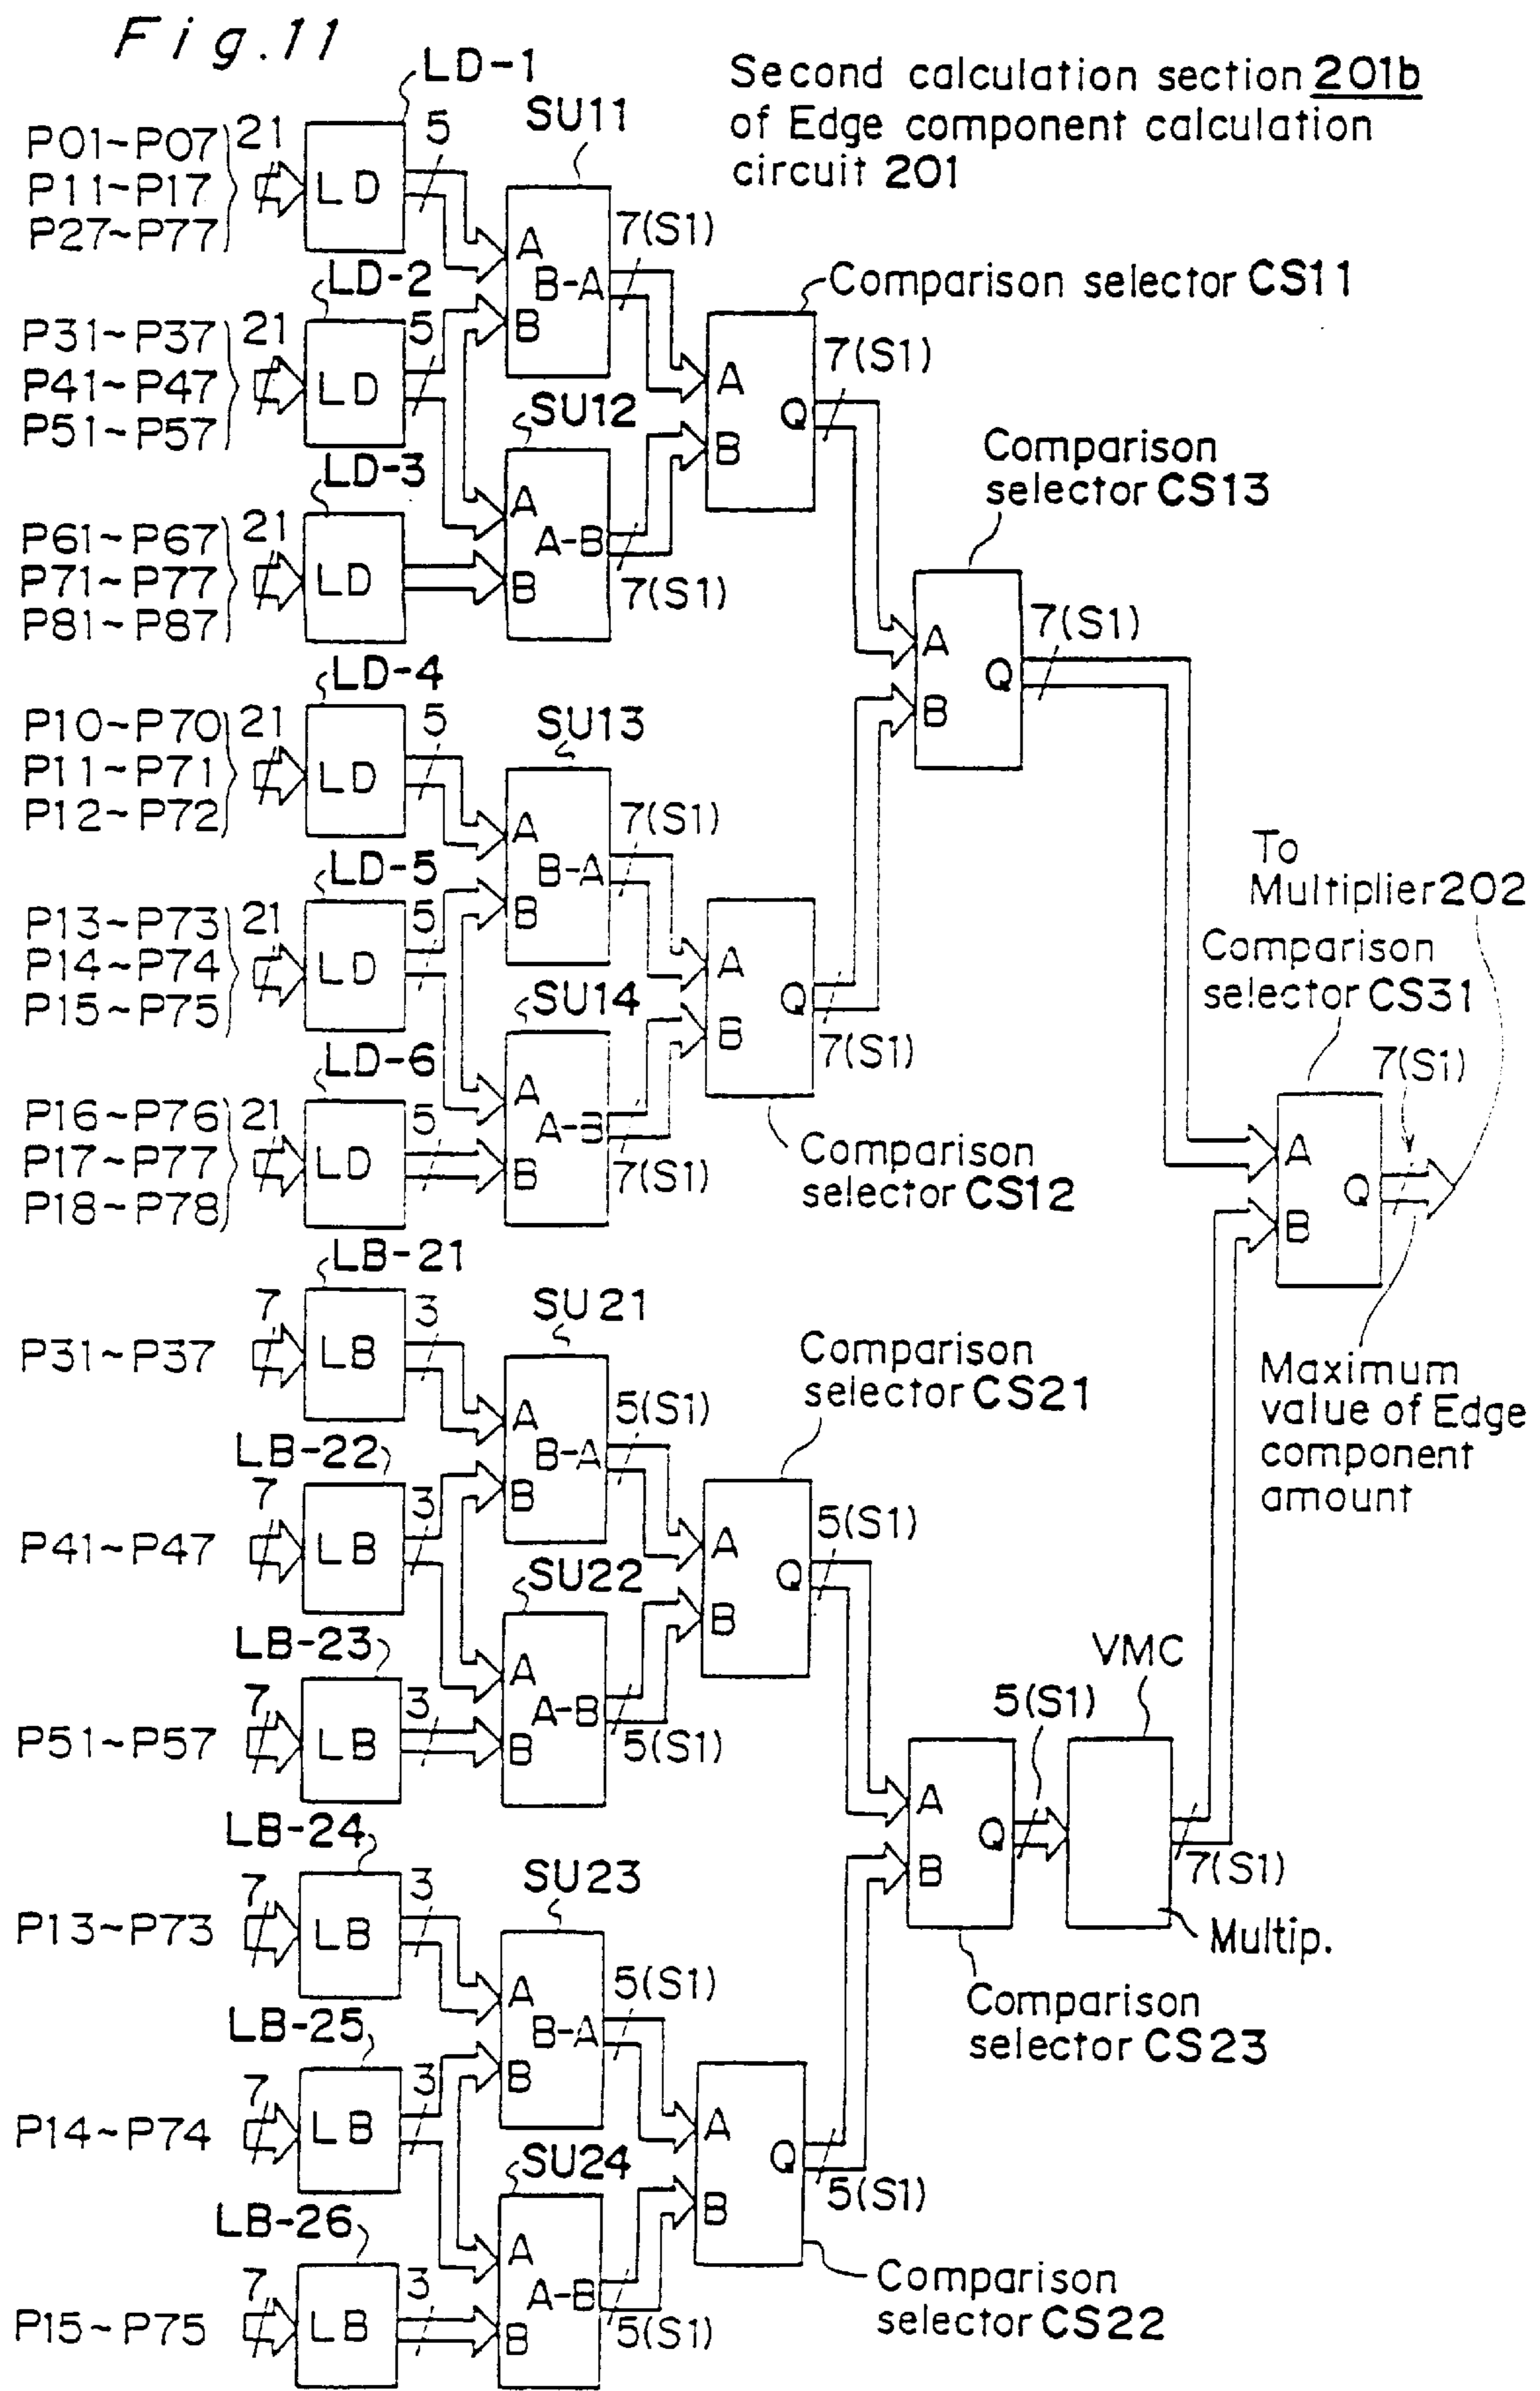 Fig.11
Second calculation section 201b
of Edge component calculation
circuit 201
LD-1
P01~P07
P11~P17
P27~P77
21
LD
5
SU11
A
B-A
B
7(S1)
LD-2
P31~P37
P41~P47
P51~P57
21
LD
5
Comparison selector CS11
A
B
Q
7(S1)
SU12
A
A-B
B
7(S1)
LD-3
P61~P67
P71~P77
P81~P87
21
LD
Comparison
selector CS13
A
B
Q
7(S1)
LD-4
P10~P70
P11~P71
P12~P72
21
LD
5
SU13
A
B-A
B
7(S1)
LD-5
P13~P73
P14~P74
P15~P75
21
LD
5
A
B
Q
7(S1)
Comparison
selector CS12
SU14
A
A-B
B
7(S1)
LD-6
P16~P76
P17~P77
P18~P78
21
LD
5
To
Multiplier 202
Comparison
selector CS31
7(S1)
A
B
Q
Maximum
value of Edge
component
amount
LB-21
P31~P37
7
LB
3
SU21
A
B-A
B
5(S1)
Comparison
selector CS21
A
B
Q
5(S1)
LB-22
P41~P47
7
LB
3
SU22
A
A-B
B
5(S1)
LB-23
P51~P57
7
LB
3
VMC
5(S1)
7(S1)
Multip.
A
B
Q
Comparison
selector CS23
LB-24
P13~P73
7
LB
3
SU23
A
B-A
B
5(S1)
LB-25
P14~P74
7
LB
3
A
B
Q
5(S1)
Comparison
selector CS22
SU24
A
A-B
B
5(S1)
LB-26
P15~P75
7
LB
3